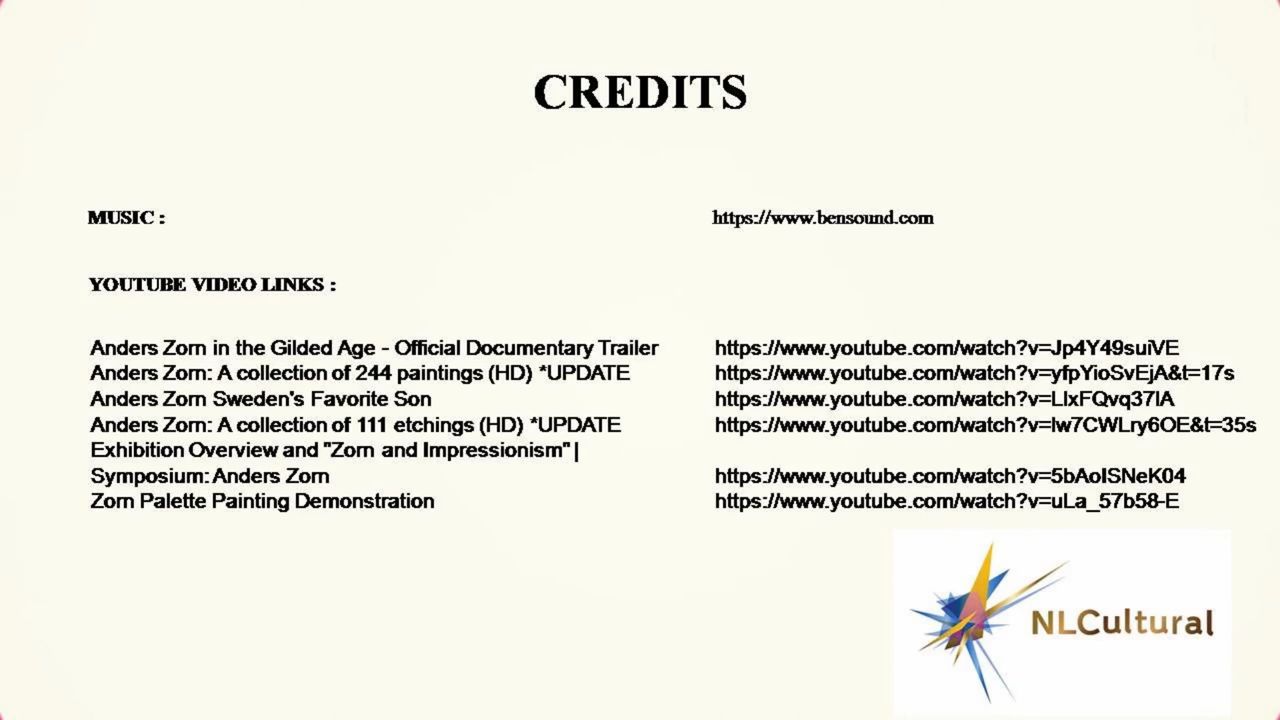 CREDITS
MUSIC : https://www.bensound.com
YOUTUBE VIDEO LINKS :
Anders Zorn in the Gilded Age - Official Documentary Trailer https://www.youtube.com/watch?v=Jp4Y49suiVE
Anders Zorn: A collection of 244 paintings (HD) *UPDATE https://www.youtube.com/watch?v=yfpYioSvEjA&t=17s
Anders Zorn Sweden's Favorite Son https://www.youtube.com/watch?v=LlxFQvq37lA
Anders Zorn: A collection of 111 etchings (HD) *UPDATE https://www.youtube.com/watch?v=lw7CWLry6OE&t=35s
Exhibition Overview and "Zorn and Impressionism" |
Symposium: Anders Zorn https://www.youtube.com/watch?v=5bAolSNeK04
Zorn Palette Painting Demonstration https://www.youtube.com/watch?v=uLa_57b58-E
NLCultural